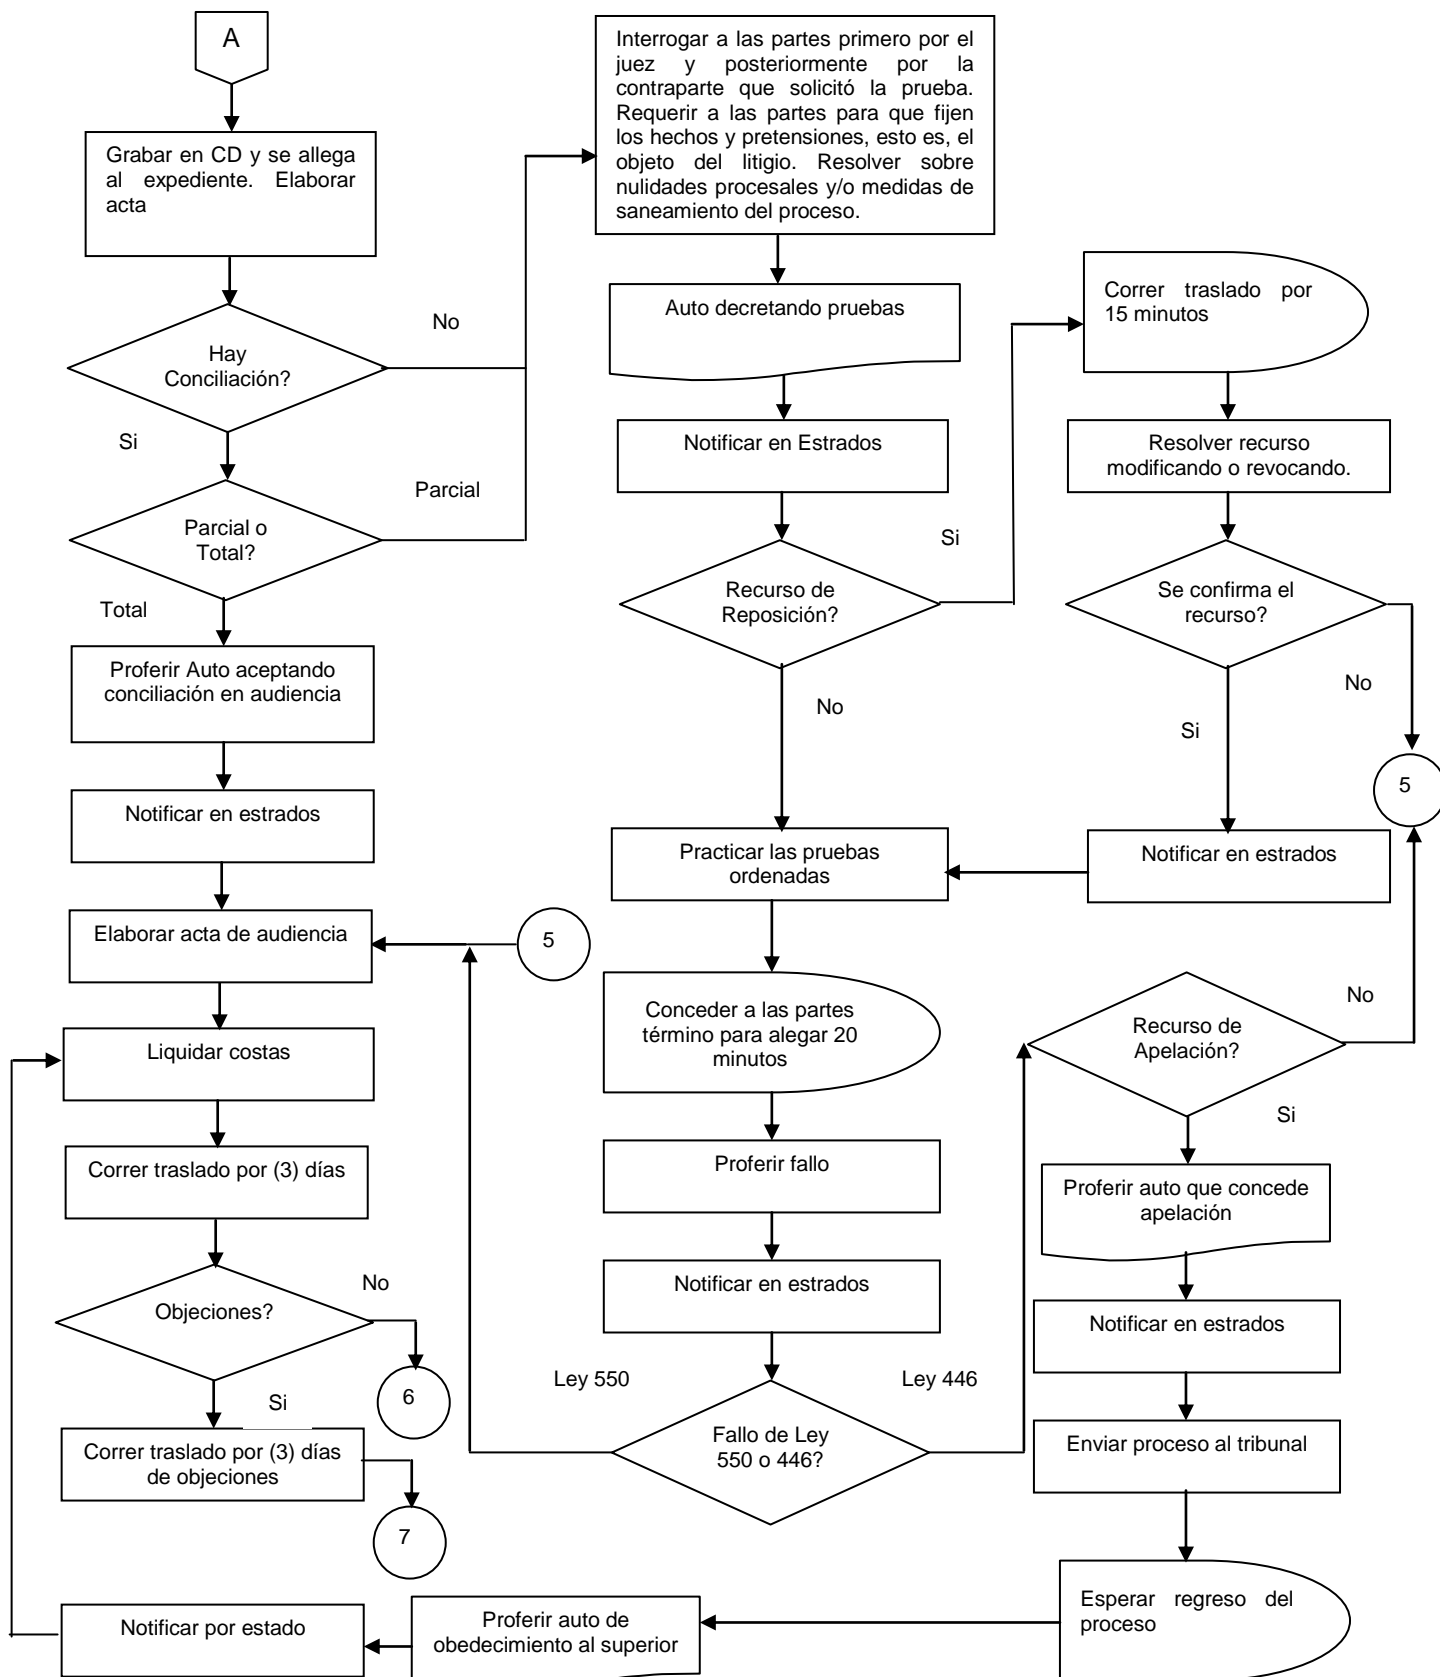 A
Grabar en CD y se allega
al expediente. Elaborar
acta
Hay
Conciliación?
No
Si
Parcial o
Total?
Parcial
Total
Proferir Auto aceptando
conciliación en audiencia
Notificar en estrados
Elaborar acta de audiencia
5
Liquidar costas
Correr traslado por (3) días
Objeciones?
No
6
Si
Correr traslado por (3) días
de objeciones
7
Notificar por estado
Interrogar a las partes primero por el
juez y posteriormente por la
contraparte que solicitó la prueba.
Requerir a las partes para que fijen
los hechos y pretensiones, esto es, el
objeto del litigio. Resolver sobre
nulidades procesales y/o medidas de
saneamiento del proceso.
Auto decretando pruebas
Notificar en Estrados
Recurso de
Reposición?
Si
No
Practicar las pruebas
ordenadas
Conceder a las partes
término para alegar 20
minutos
Proferir fallo
Notificar en estrados
Ley 550
Ley 446
Fallo de Ley
550 o 446?
Proferir auto de
obedecimiento al superior
Correr traslado por
15 minutos
Resolver recurso
modificando o revocando.
Se confirma el
recurso?
No
Si
5
Notificar en estrados
Recurso de
Apelación?
No
Si
Proferir auto que concede
apelación
Notificar en estrados
Enviar proceso al tribunal
Esperar regreso del
proceso